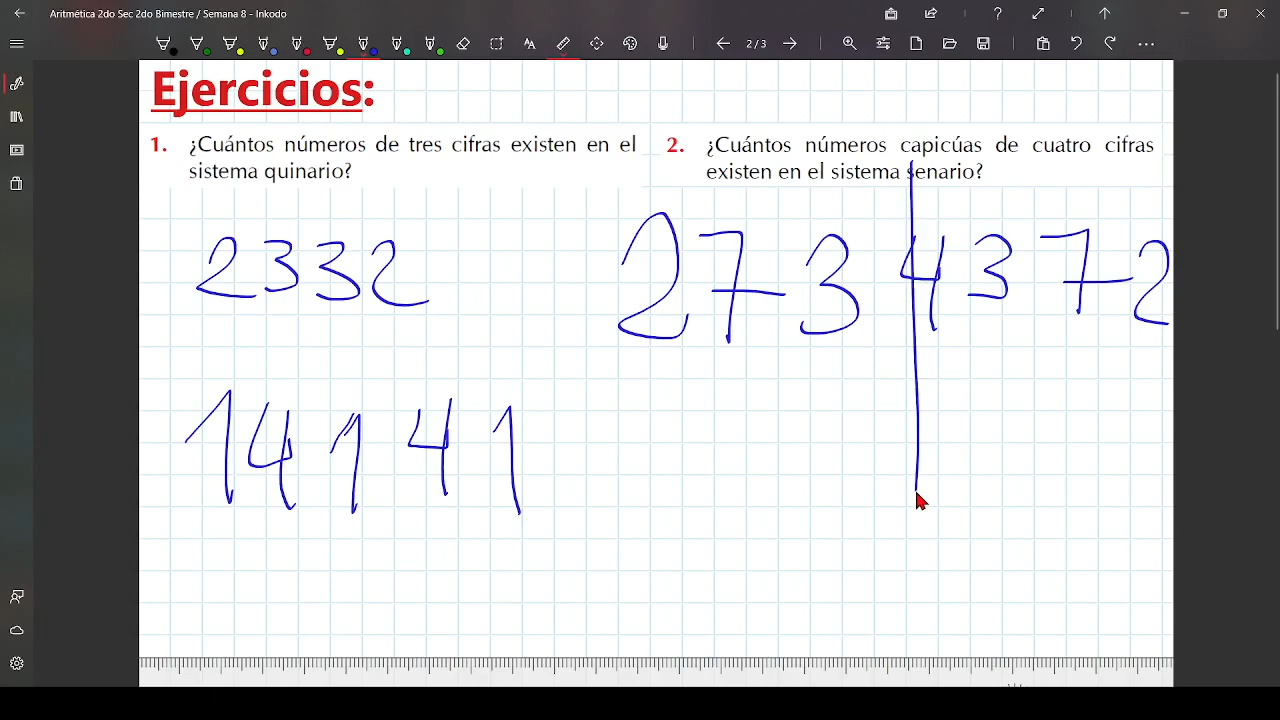 Aritmética 2do Sec 2do Bimestre / Semana 8 - Inkodo
2/3
Ejercicios:
1. ¿Cuántos números de tres cifras existen en el
sistema quinario?
2. ¿Cuántos números capicúas de cuatro cifras
existen en el sistema senario?
2332
2734372
14141